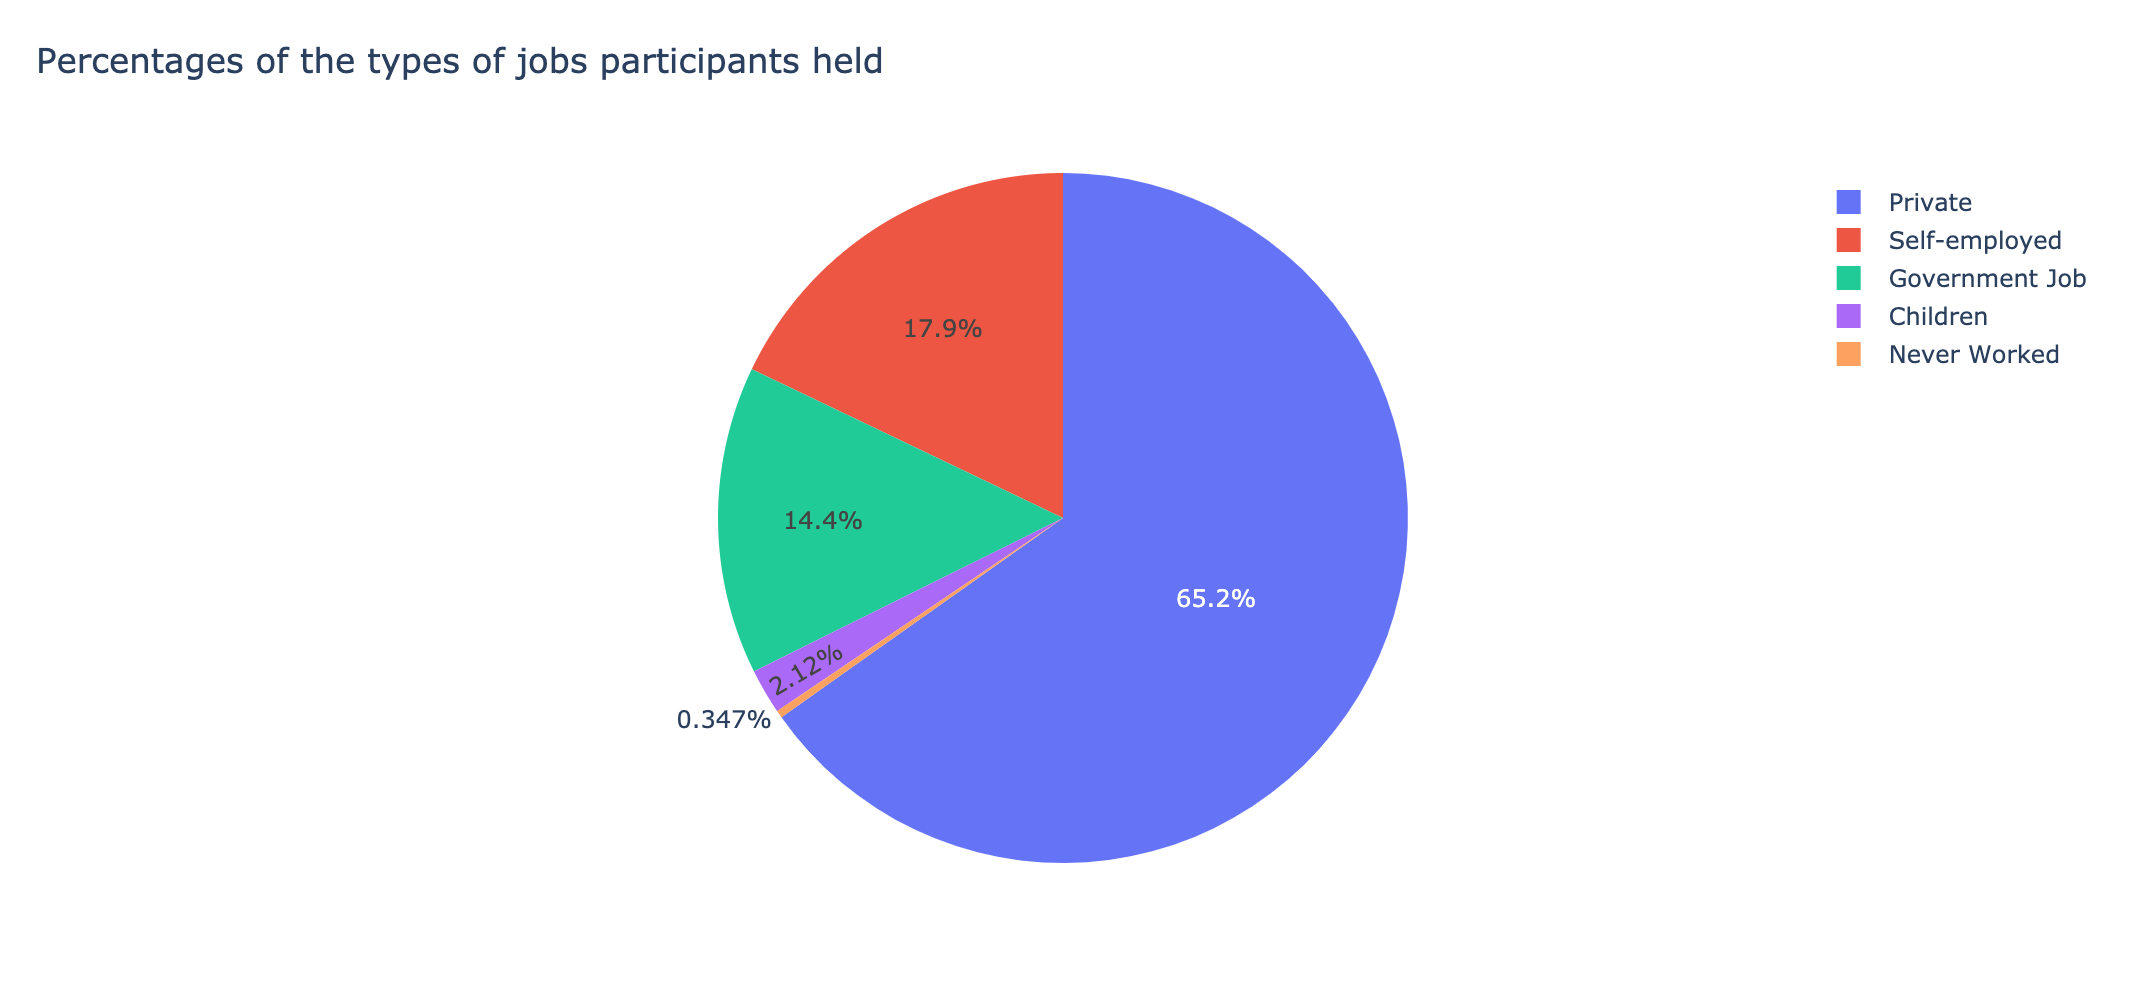 Percentages of the types of jobs participants held
Private
Self-employed
Government Job
Children
Never Worked
17.9%
14.4%
65.2%
2.12%
0.347%